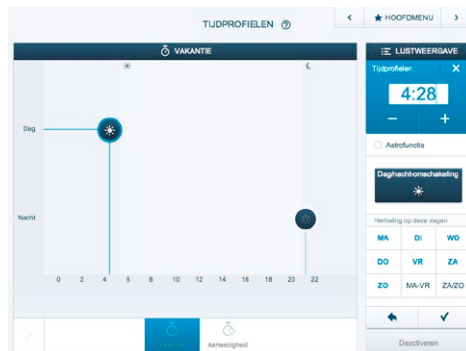 TIJDPROFIELEN ?
< ★ HOOFDMENU >
VAKANTIE
LIJSTWEERGAVE
Tijdprofielen X
4:28
− +
Astrofunctie
Dag/nacht-omschakeling
Herhaling op deze dagen
MA DI WO
DO VR ZA
ZO MA-VR ZA/ZO
Deactiveren
Dag
Nacht
0 2 4 6 8 10 12 14 16 18 20 22
Vakantie
Aanwezigheid